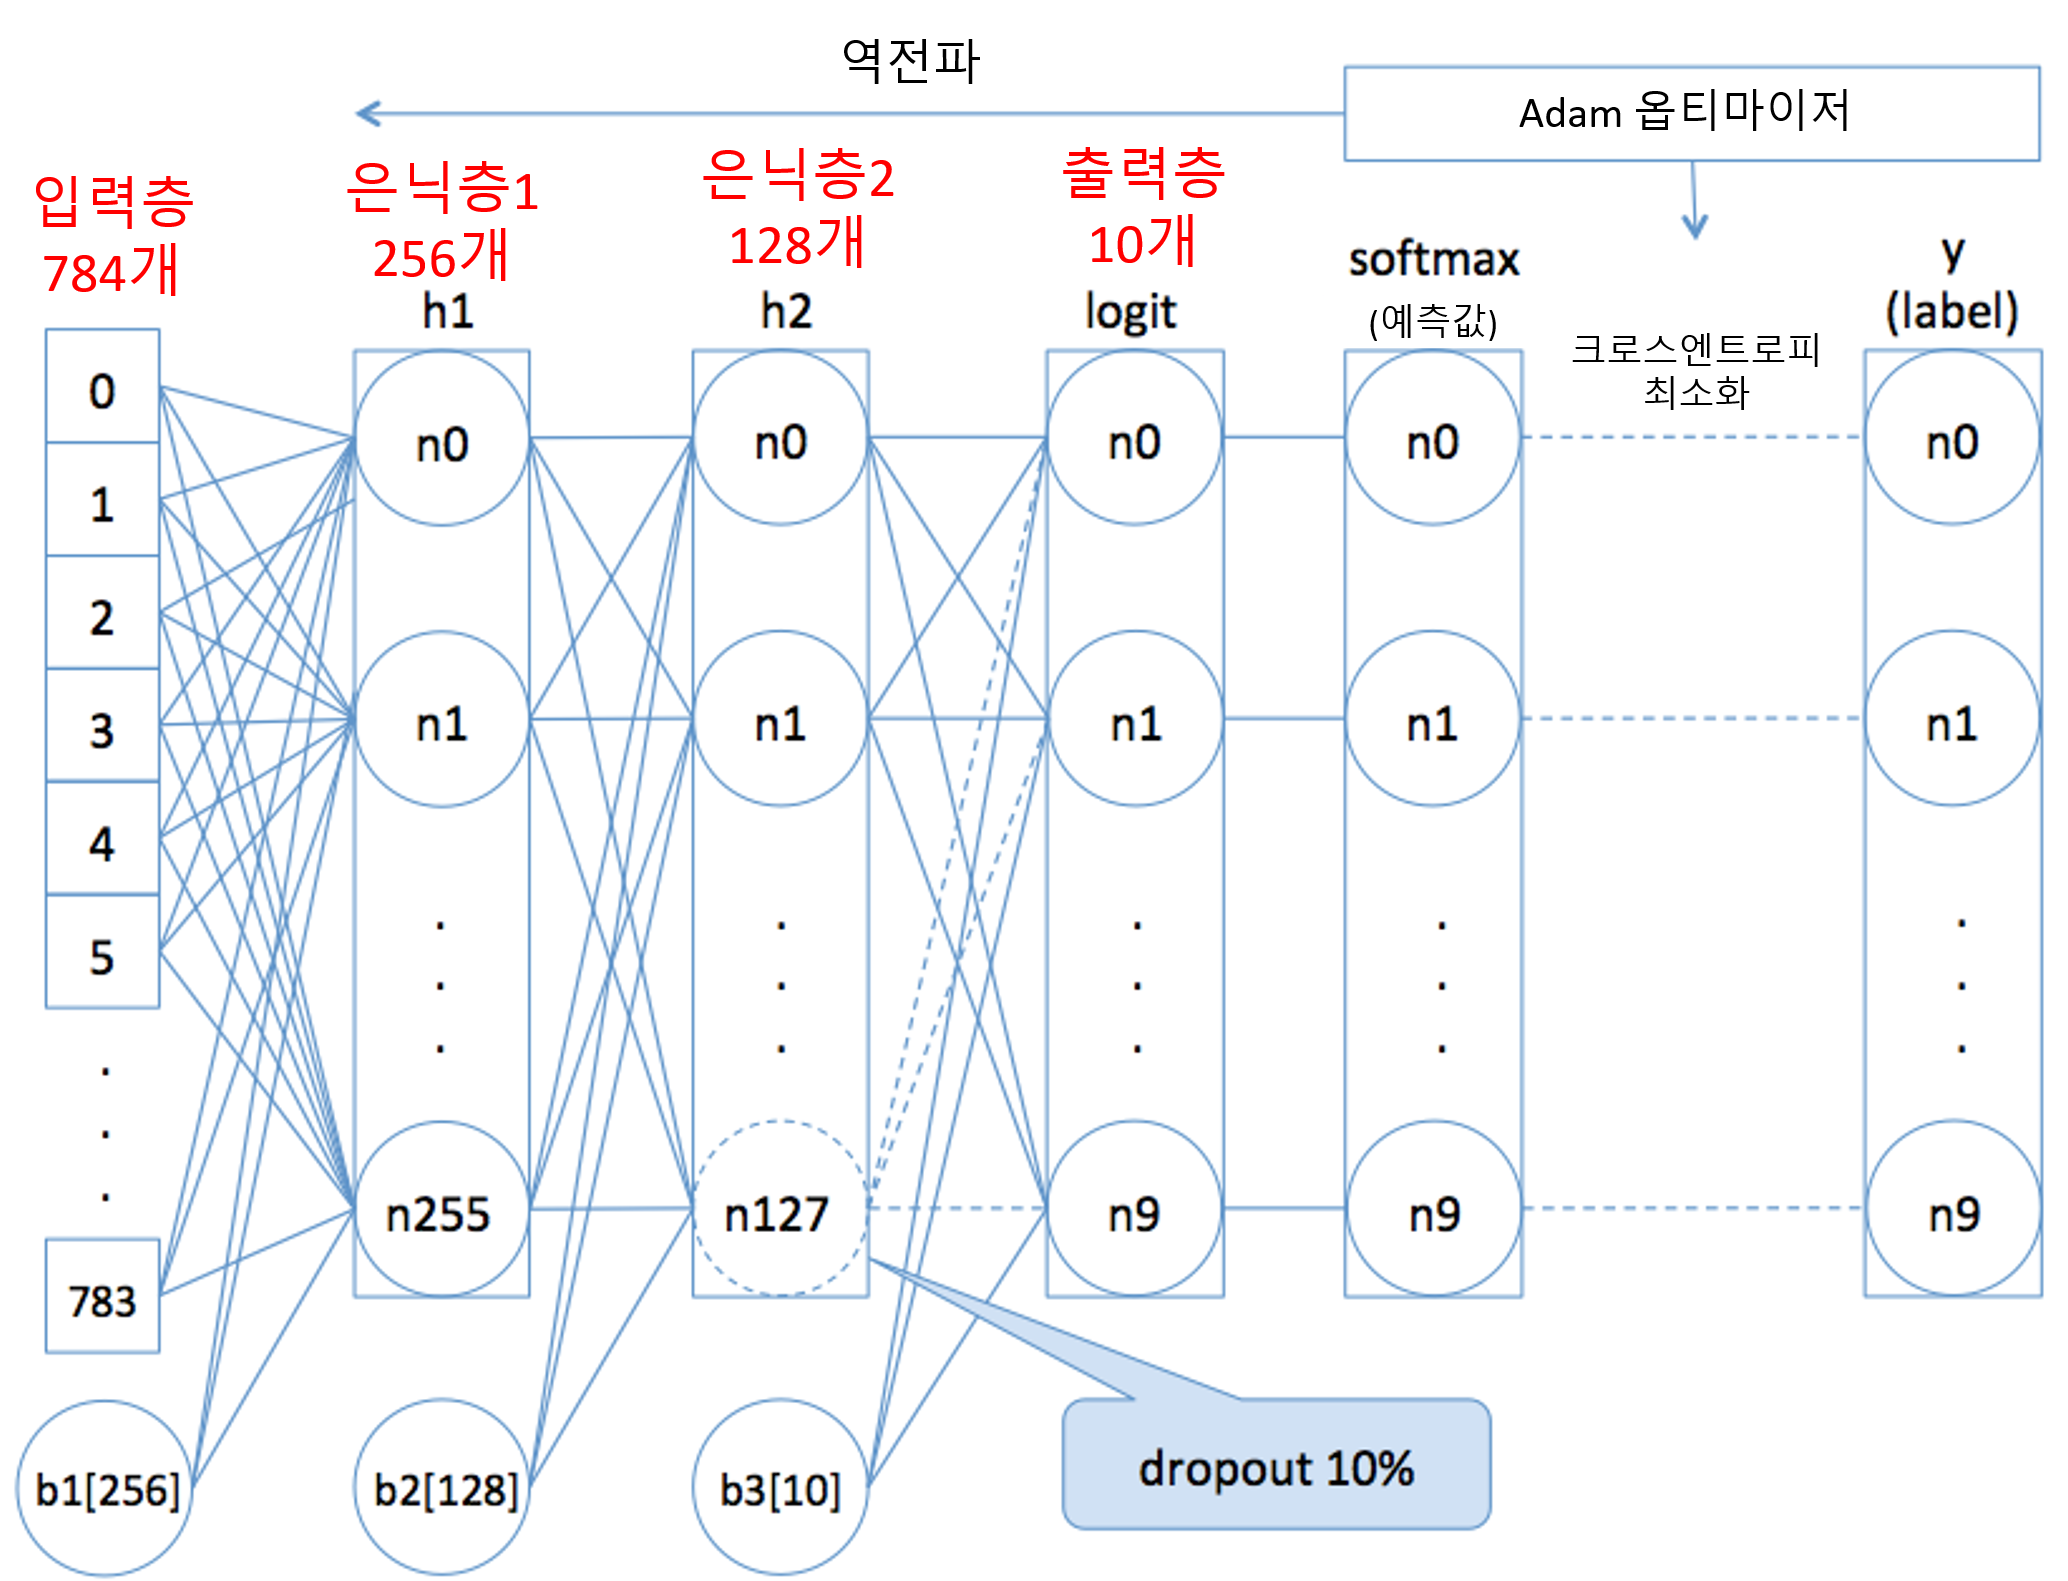 역전파
Adam 옵티마이저
입력층
784개
은닉층1
256개
은닉층2
128개
출력층
10개
h1
h2
logit
softmax
(예측값)
크로스엔트로피
최소화
y
(label)
0
1
2
3
4
5
.
.
.
783
n0
n1
.
.
.
n255
n0
n1
.
.
.
n127
n0
n1
.
.
.
n9
n0
n1
.
.
.
n9
n0
n1
.
.
.
n9
b1[256]
b2[128]
b3[10]
dropout 10%